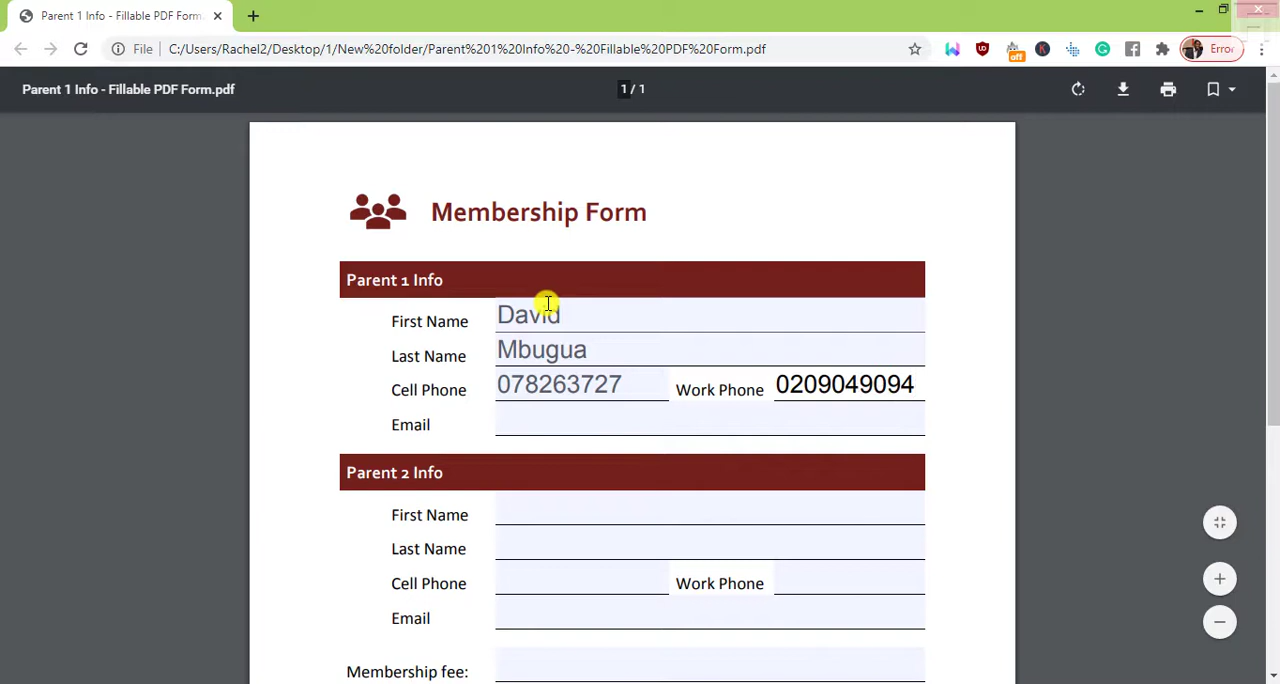 Parent 1 Info - Fillable PDF Form.
File C:/Users/Rachel2/Desktop/1/New%20folder/Parent%201%20Info%20-%20Fillable%20PDF%20Form.pdf off Error
Parent 1 Info - Fillable PDF Form.pdf 1 / 1
Membership Form
Parent 1 Info
First Name David
Last Name Mbugua
Cell Phone 078263727 Work Phone 0209049094
Email
Parent 2 Info
First Name
Last Name
Cell Phone Work Phone
Email
Membership fee: